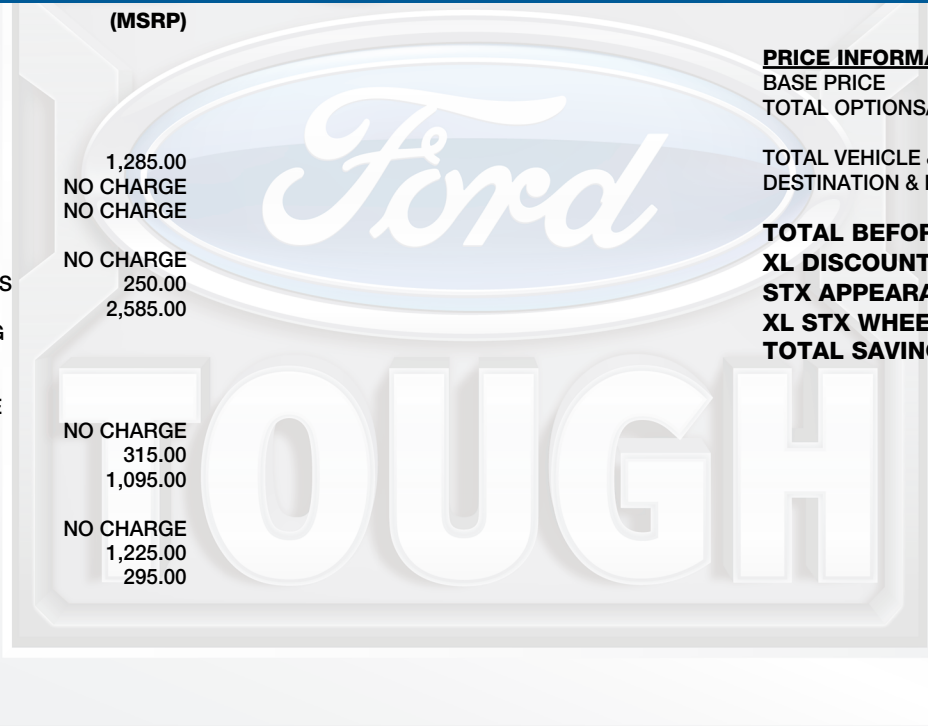 (MSRP)
1,285.00
NO CHARGE
NO CHARGE
NO CHARGE
S 250.00
2,585.00
G
E
NO CHARGE
315.00
1,095.00
NO CHARGE
1,225.00
295.00
Ford
TOUGH
PRICE INFORMA
BASE PRICE
TOTAL OPTIONS/
TOTAL VEHICLE &
DESTINATION &
TOTAL BEFOR
XL DISCOUNT
STX APPEARA
XL STX WHEE
TOTAL SAVING